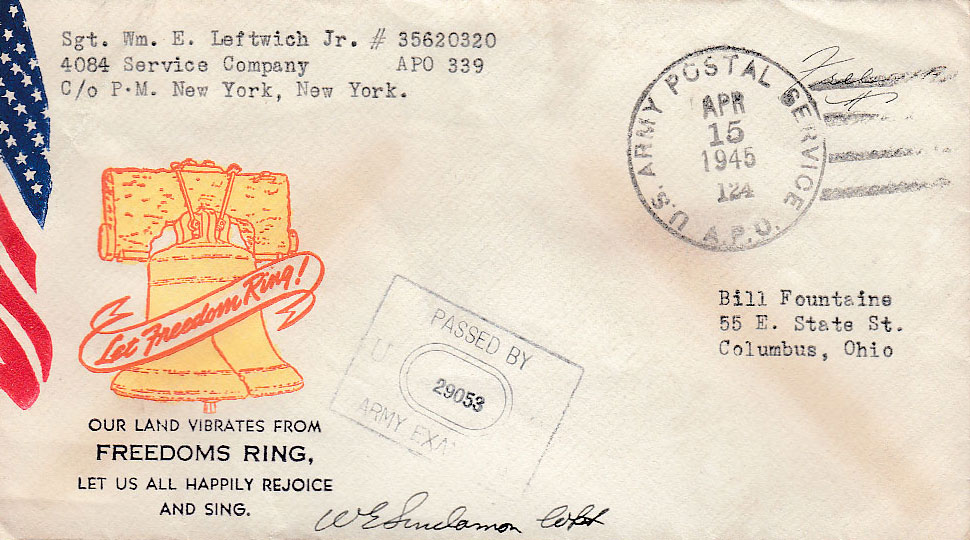 Sgt. Wm. E. Leftwich Jr. # 35620320
4084 Service Company APO 339
C/o P.M. New York, New York.
U.S. ARMY POSTAL SERVICE
A.P.O.
APR
15
1945
124
Let Freedom Ring!
Bill Fountaine
55 E. State St.
Columbus, Ohio
PASSED BY
29053
ARMY EXA
OUR LAND VIBRATES FROM
FREEDOMS RING,
LET US ALL HAPPILY REJOICE
AND SING.